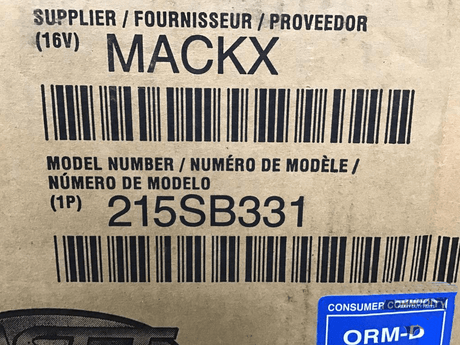 SUPPLIER / FOURNISSEUR / PROVEEDOR
(16V) MACKX
MODEL NUMBER / NUMÉRO DE MODÈLE /
NÚMERO DE MODELO
(1P) 215SB331
CONSUMER COMMODITY
ORM-D